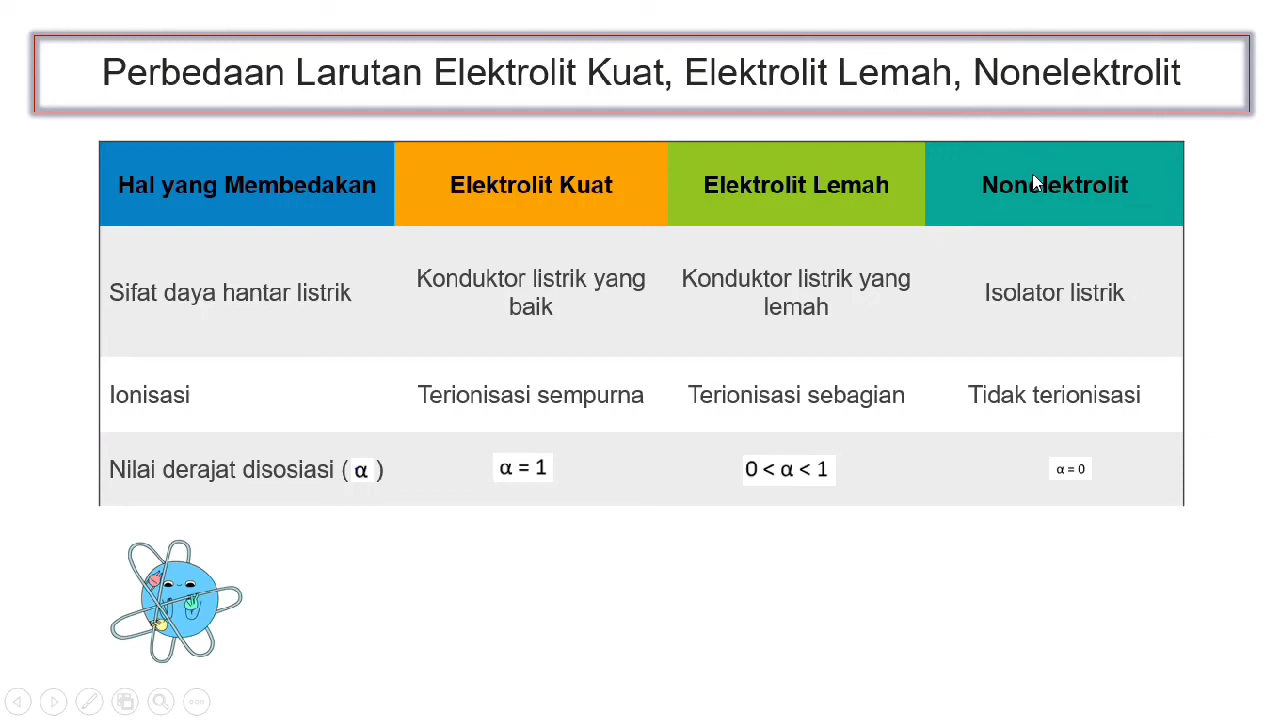 Perbedaan Larutan Elektrolit Kuat, Elektrolit Lemah, Nonelektrolit
Hal yang Membedakan
Elektrolit Kuat
Elektrolit Lemah
Nonelektrolit
Sifat daya hantar listrik
Konduktor listrik yang
baik
Konduktor listrik yang
lemah
Isolator listrik
Ionisasi
Terionisasi sempurna
Terionisasi sebagian
Tidak terionisasi
Nilai derajat disosiasi (α)
α = 1
0 < α < 1
α = 0